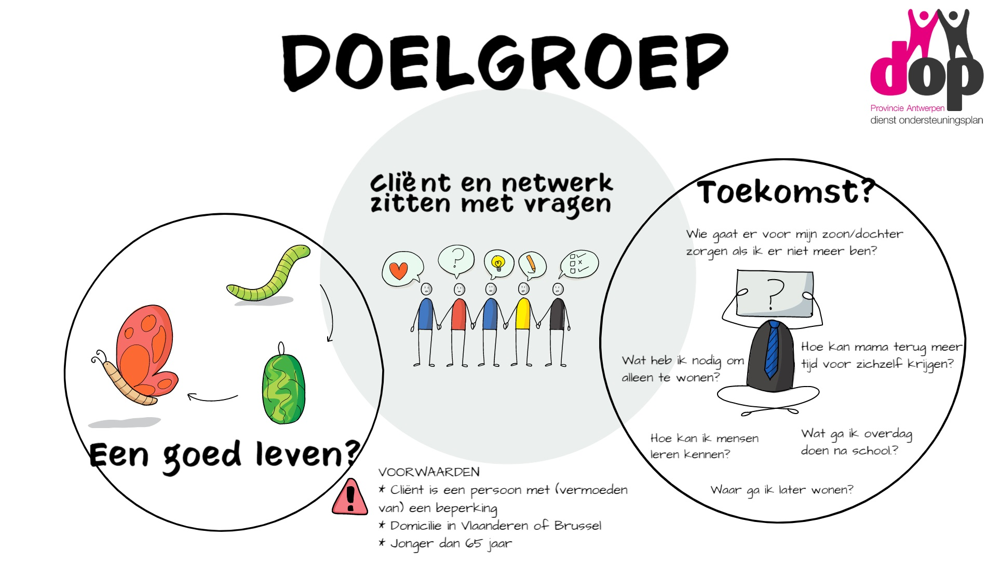 DOELGROEP
dop
Provincie Antwerpen
dienst ondersteuningsplan
Cliënt en netwerk
zitten met vragen
?
Een goed leven?
!
VOORWAARDEN
* Cliënt is een persoon met (vermoeden
van) een beperking
* Domicilie in Vlaanderen of Brussel
* Jonger dan 65 jaar
Toekomst?
Wie gaat er voor mijn zoon/dochter
zorgen als ik er niet meer ben?
?
Wat heb ik nodig om
alleen te wonen?
Hoe kan mama terug meer
tijd voor zichzelf krijgen?
Hoe kan ik mensen
leren kennen?
Wat ga ik overdag
doen na school.?
Waar ga ik later wonen?